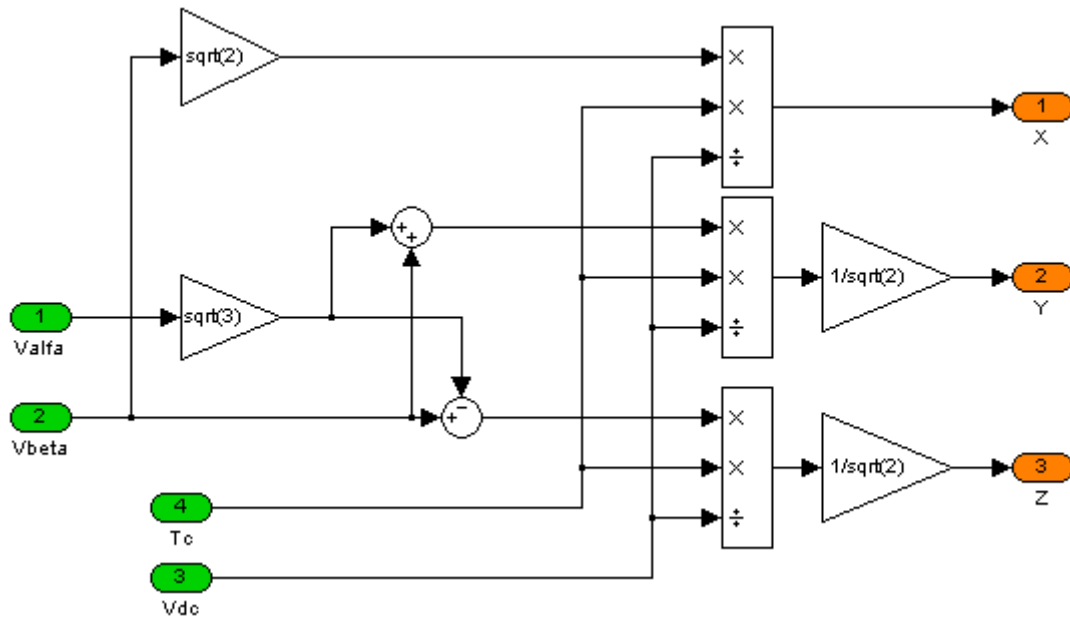 sqrt(2)
×
×
÷
1
X
+
+
×
×
÷
1/sqrt(2)
2
Y
1
Valfa
sqrt(3)
2
Vbeta
+
−
×
×
÷
1/sqrt(2)
3
Z
4
Tc
3
Vdc